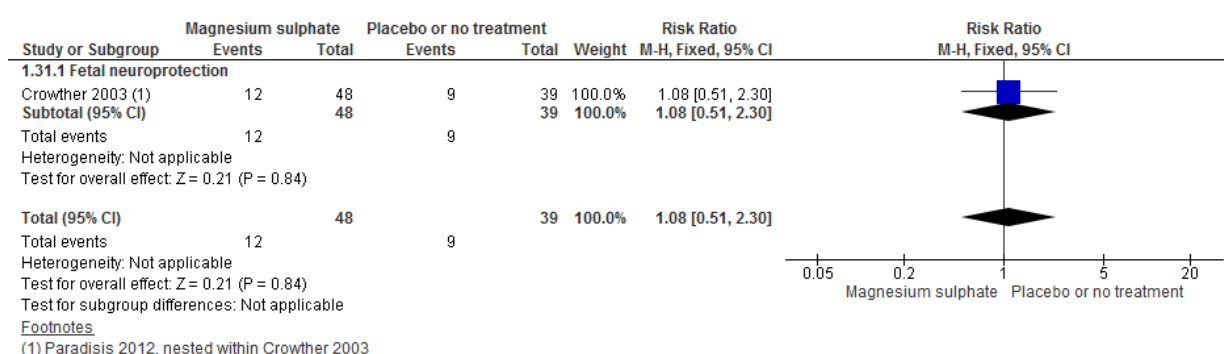 Magnesium sulphate Placebo or no treatment Risk Ratio Risk Ratio
Study or Subgroup Events Total Events Total Weight M-H, Fixed, 95% CI M-H, Fixed, 95% CI
1.31.1 Fetal neuroprotection
Crowther 2003 (1) 12 48 9 39 100.0% 1.08 [0.51, 2.30]
Subtotal (95% CI) 48 39 100.0% 1.08 [0.51, 2.30]
Total events 12 9
Heterogeneity: Not applicable
Test for overall effect: Z = 0.21 (P = 0.84)
Total (95% CI) 48 39 100.0% 1.08 [0.51, 2.30]
Total events 12 9
Heterogeneity: Not applicable
Test for overall effect: Z = 0.21 (P = 0.84)
Test for subgroup differences: Not applicable
0.05 0.2 1 5 20
Magnesium sulphate Placebo or no treatment
Footnotes
(1) Paradisis 2012, nested within Crowther 2003